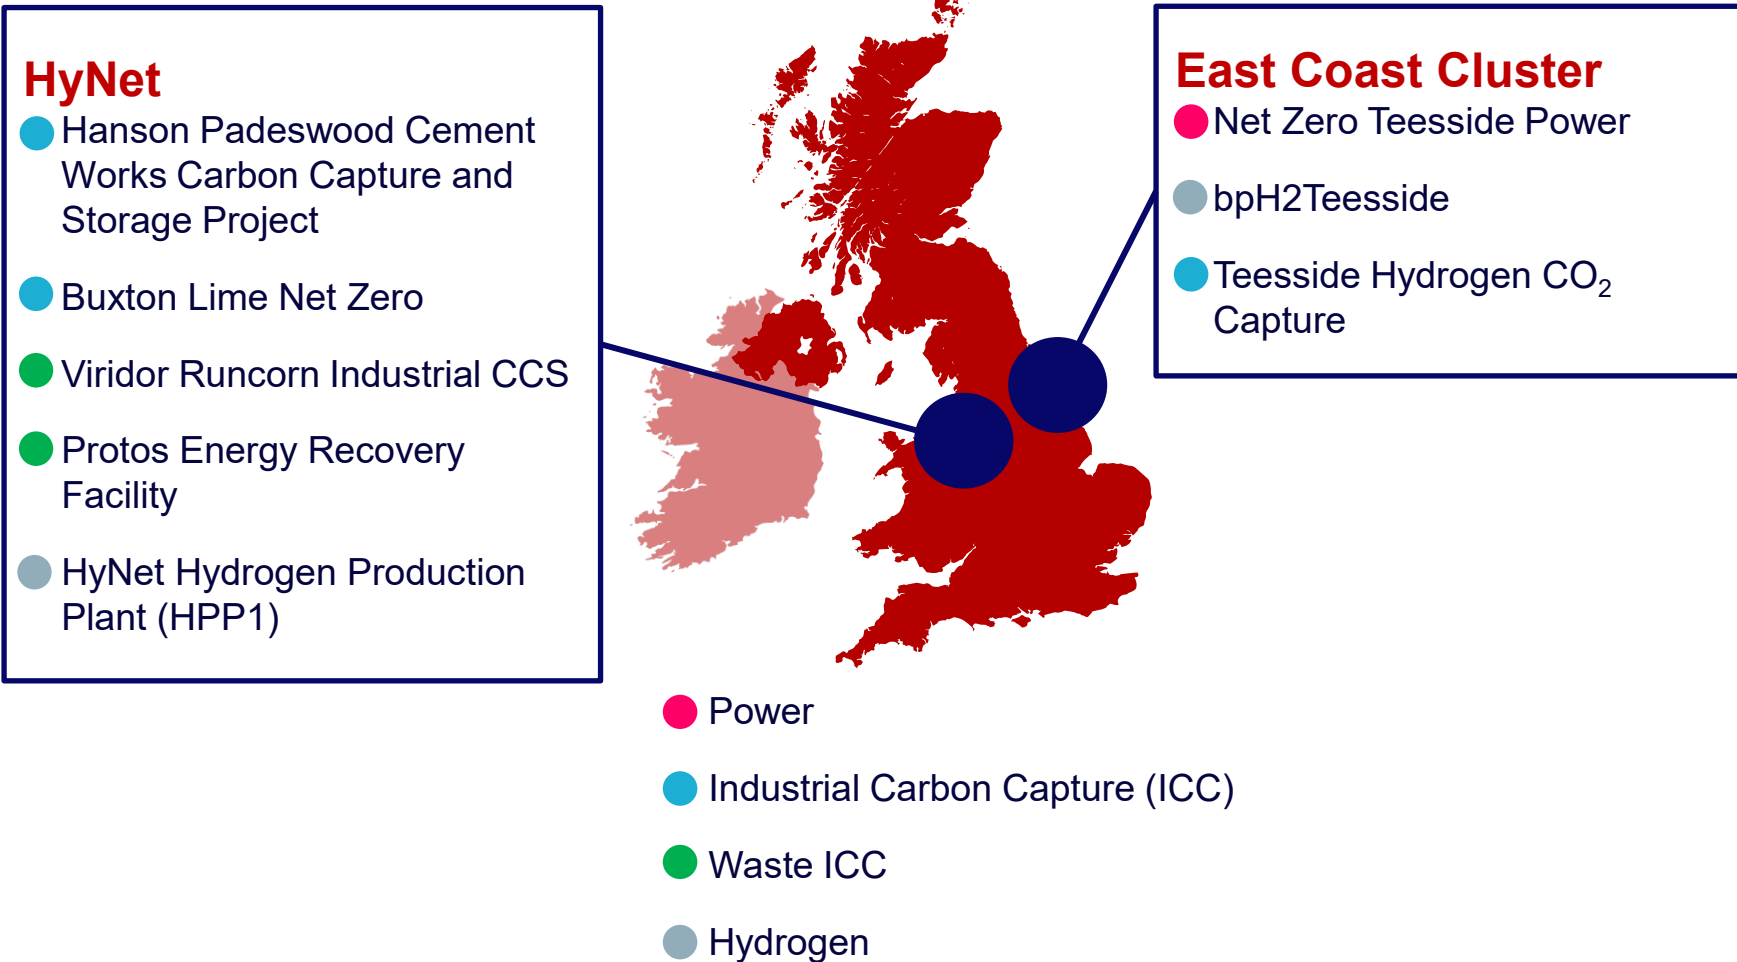 HyNet
Hanson Padeswood Cement
Works Carbon Capture and
Storage Project
Buxton Lime Net Zero
Viridor Runcorn Industrial CCS
Protos Energy Recovery
Facility
HyNet Hydrogen Production
Plant (HPP1)
East Coast Cluster
Net Zero Teesside Power
bpH2Teesside
Teesside Hydrogen CO₂
Capture
Power
Industrial Carbon Capture (ICC)
Waste ICC
Hydrogen